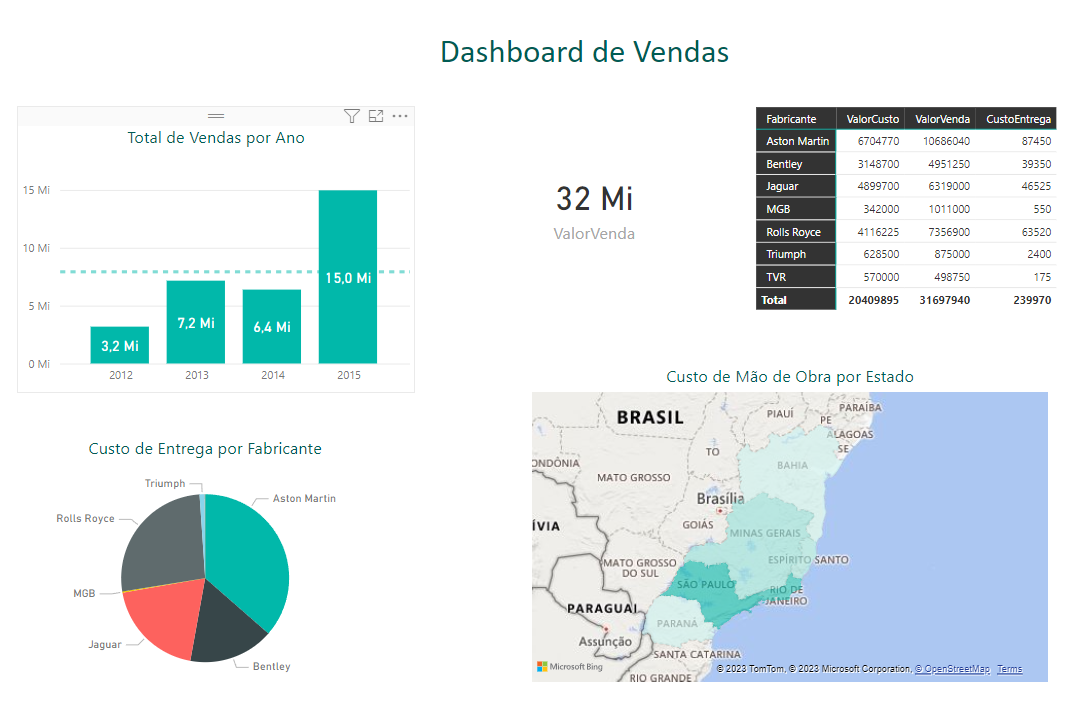 Dashboard de Vendas
Total de Vendas por Ano
15 Mi
10 Mi
5 Mi
0 Mi
3,2 Mi
7,2 Mi
6,4 Mi
15,0 Mi
2012 2013 2014 2015
32 Mi
ValorVenda
Fabricante ValorCusto ValorVenda CustoEntrega
Aston Martin 6704770 10686040 87450
Bentley 3148700 4951250 39350
Jaguar 4899700 6319000 46525
MGB 342000 1011000 550
Rolls Royce 4116225 7356900 63520
Triumph 628500 875000 2400
TVR 570000 498750 175
Total 20409895 31697940 239970
Custo de Entrega por Fabricante
Triumph
Aston Martin
Rolls Royce
MGB
Jaguar
Bentley
Custo de Mão de Obra por Estado
BRASIL
PIAUÍ
PARAÍBA
PE
ALAGOAS
SE
TO
ONDÔNIA
MATO GROSSO
BAHIA
Brasília
GOIÁS
ÍVIA
MINAS GERAIS
MATO GROSSO
DO SUL
ESPÍRITO SANTO
SÃO PAULO
RIO DE
JANEIRO
PARAGUAI
PARANÁ
Assunção
SANTA CATARINA
RIO GRANDE
Microsoft Bing
© 2023 TomTom, © 2023 Microsoft Corporation, © OpenStreetMap Terms